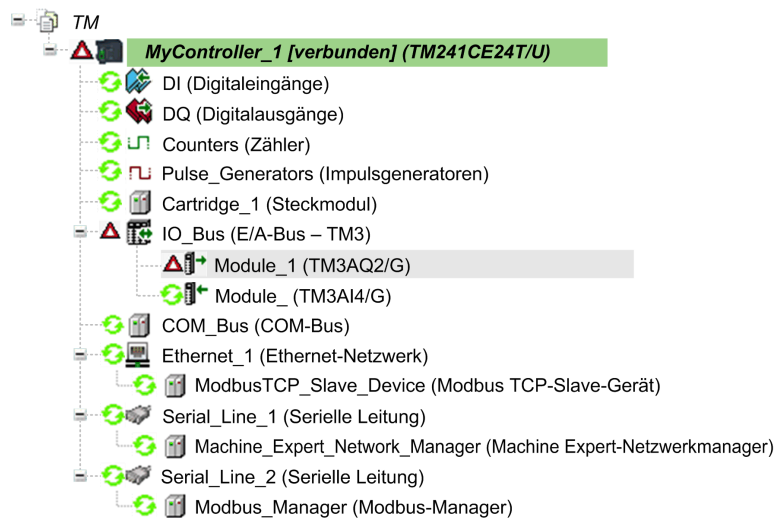 TM
MyController_1 [verbunden] (TM241CE24T/U)
DI (Digitaleingänge)
DQ (Digitalausgänge)
Counters (Zähler)
Pulse_Generators (Impulsgeneratoren)
Cartridge_1 (Steckmodul)
IO_Bus (E/A-Bus – TM3)
Module_1 (TM3AQ2/G)
Module_ (TM3AI4/G)
COM_Bus (COM-Bus)
Ethernet_1 (Ethernet-Netzwerk)
ModbusTCP_Slave_Device (Modbus TCP-Slave-Gerät)
Serial_Line_1 (Serielle Leitung)
Machine_Expert_Network_Manager (Machine Expert-Netzwerkmanager)
Serial_Line_2 (Serielle Leitung)
Modbus_Manager (Modbus-Manager)